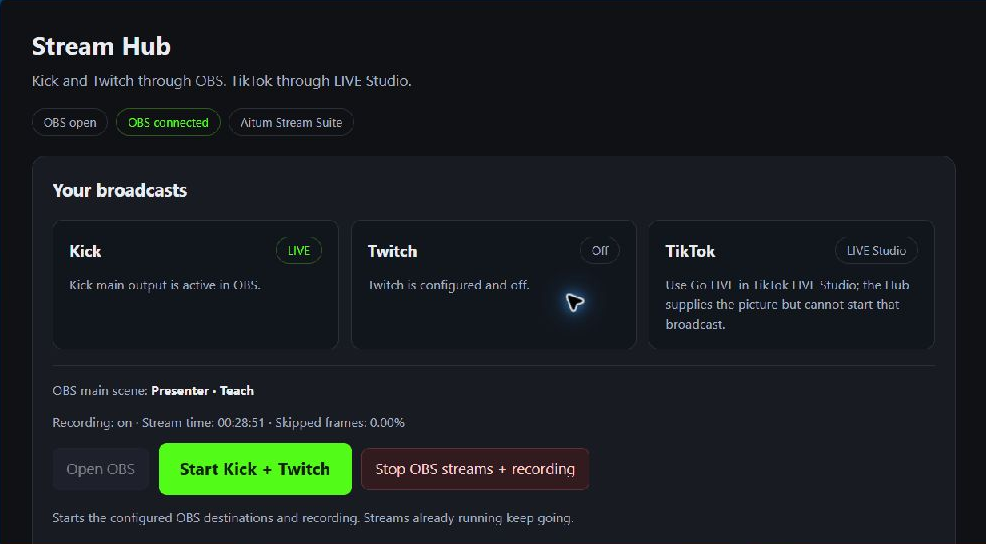 Stream Hub
Kick and Twitch through OBS. TikTok through LIVE Studio.
OBS open
OBS connected
Aitum Stream Suite
Your broadcasts
Kick
LIVE
Kick main output is active in OBS.
Twitch
Off
Twitch is configured and off.
TikTok
LIVE Studio
Use Go LIVE in TikTok LIVE Studio; the Hub
supplies the picture but cannot start that
broadcast.
OBS main scene: Presenter • Teach
Recording: on · Stream time: 00:28:51 · Skipped frames: 0.00%
Open OBS
Start Kick + Twitch
Stop OBS streams + recording
Starts the configured OBS destinations and recording. Streams already running keep going.